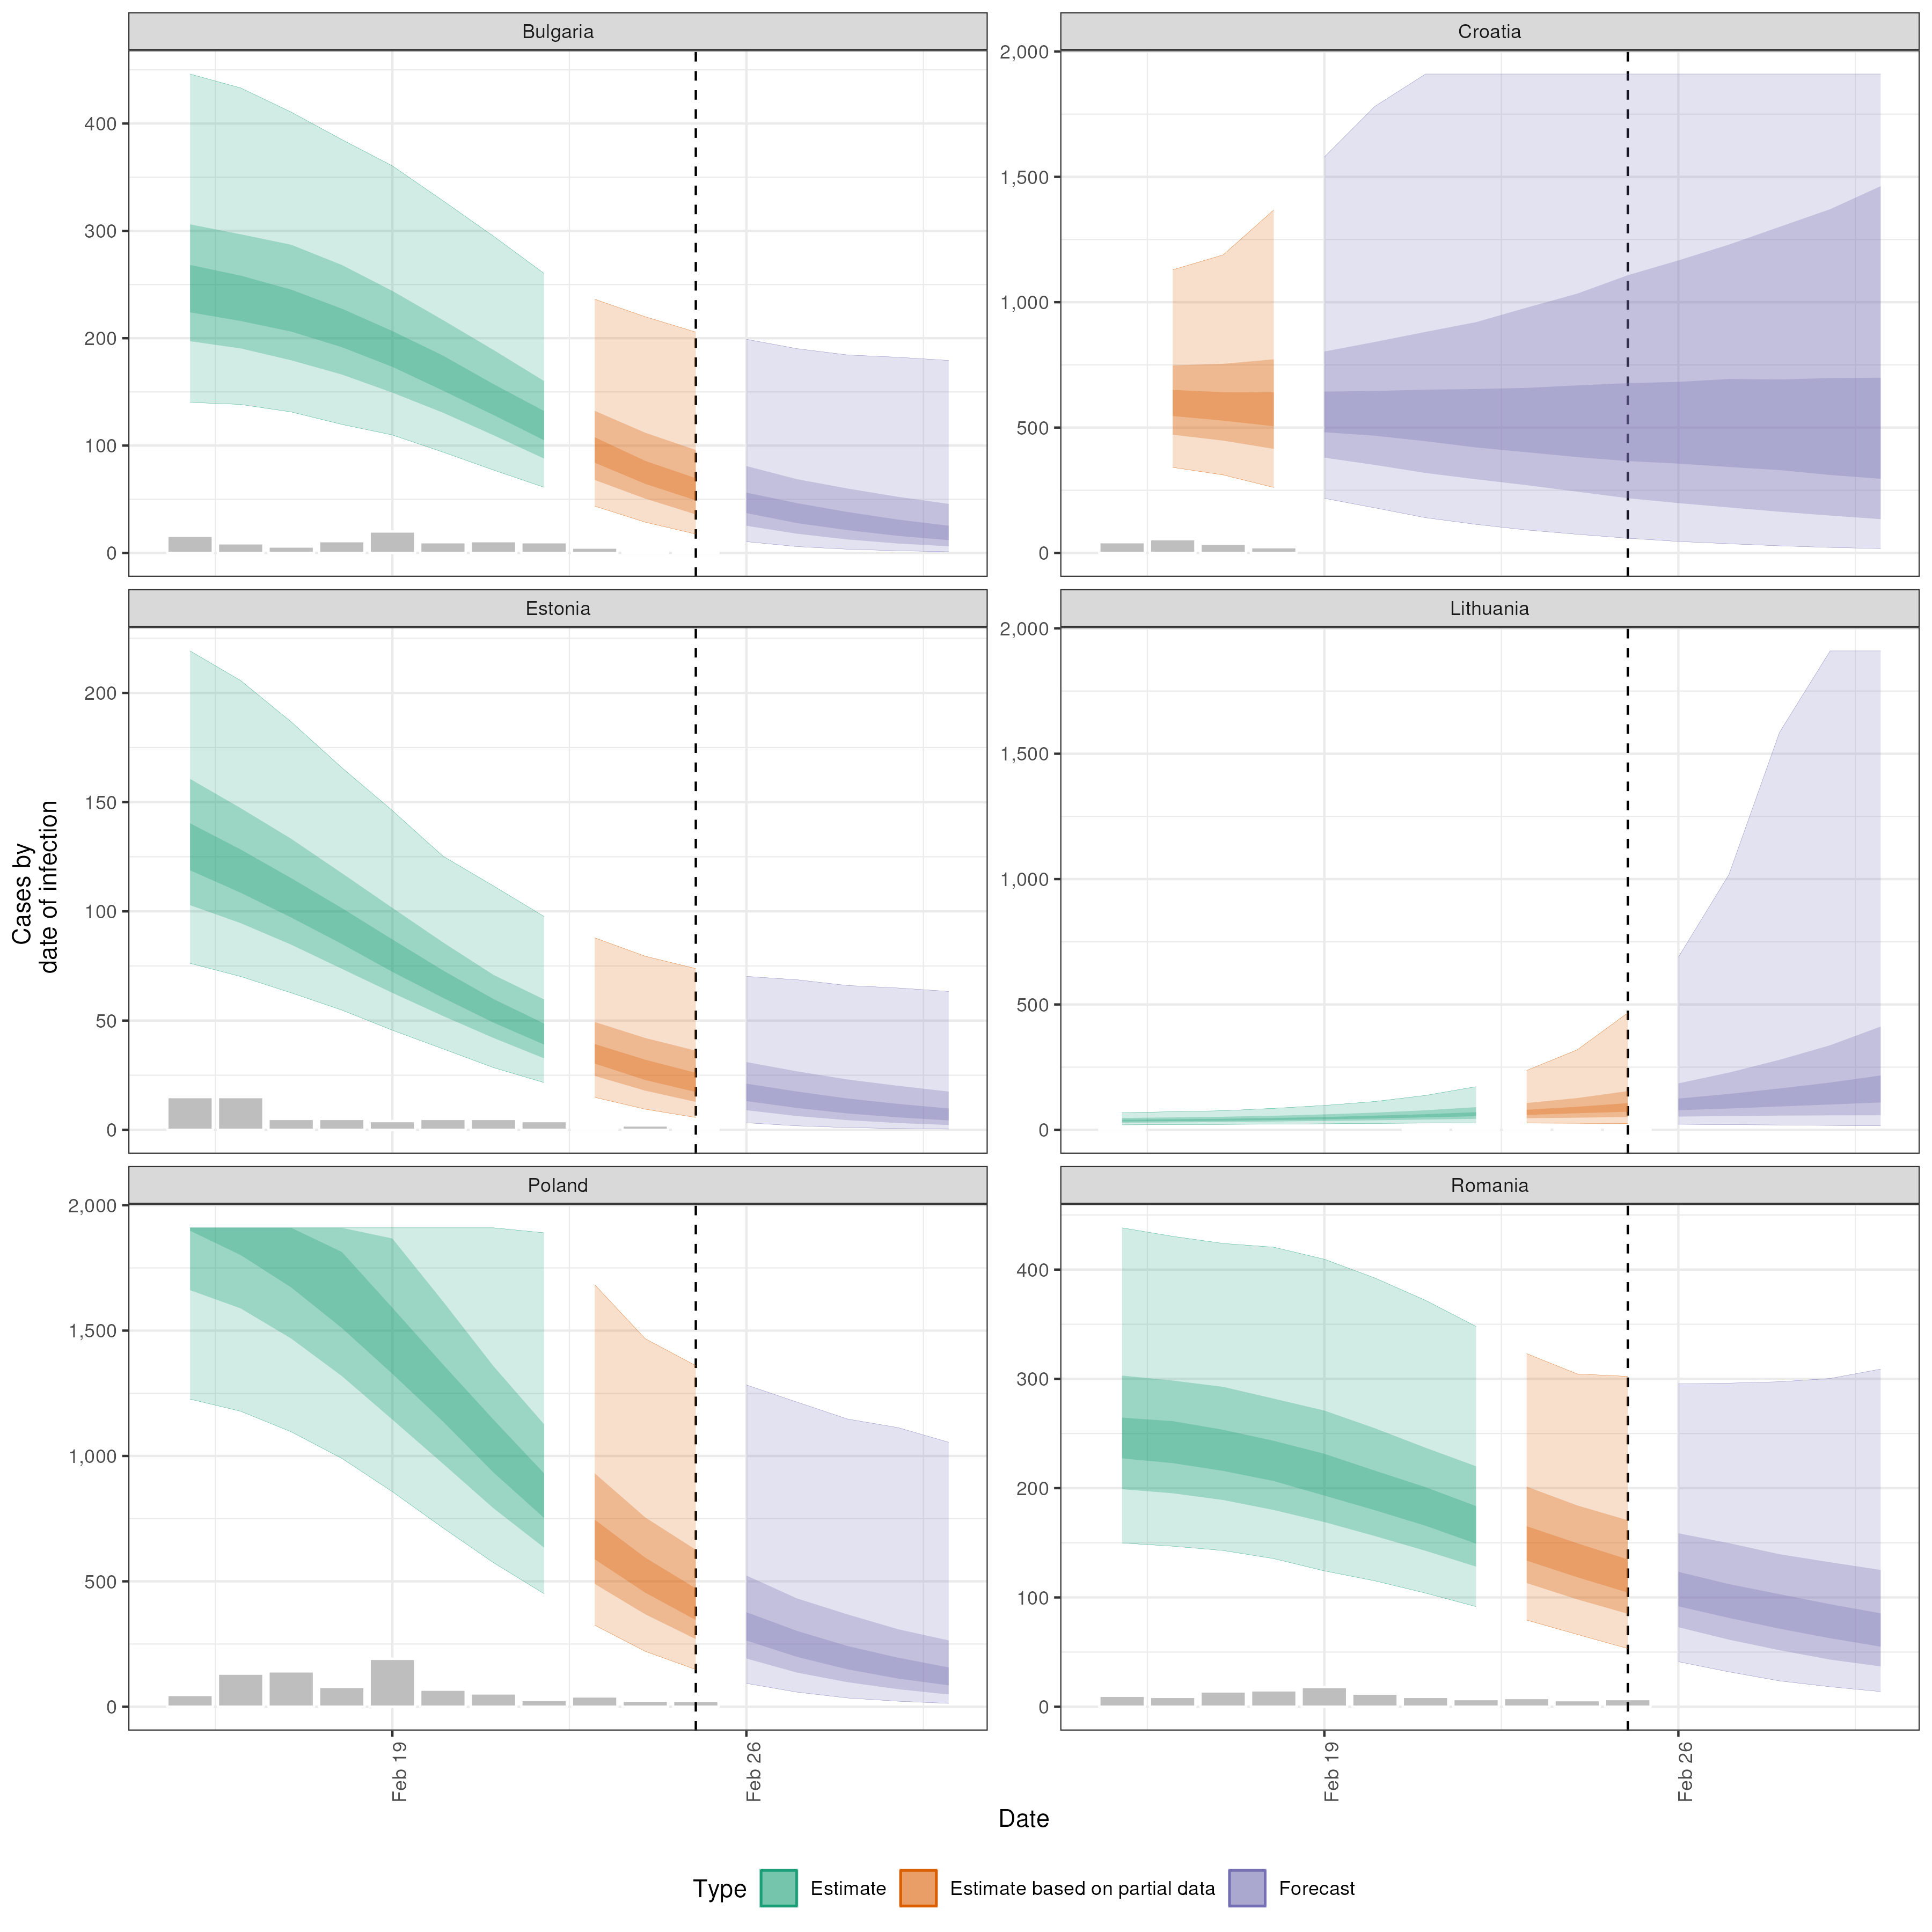 Bulgaria
Croatia
400
300
200
100
0
2,000
1,500
1,000
500
0
Estonia
Lithuania
200
150
100
50
0
2,000
1,500
1,000
500
0
Poland
Romania
2,000
1,500
1,000
500
0
400
300
200
100
0
Cases by
date of infection
Feb 19
Feb 26
Feb 19
Feb 26
Date
Type
Estimate
Estimate based on partial data
Forecast